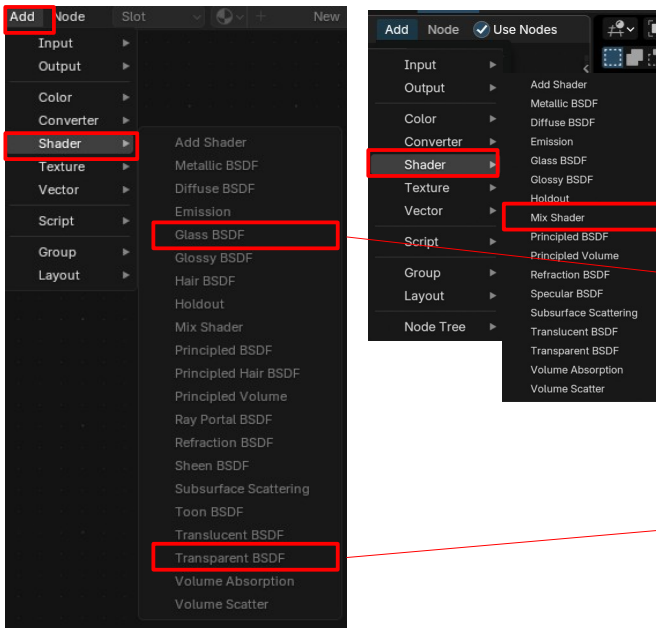 Add Node Slot New
Input
Output
Color
Converter
Shader
Texture
Vector
Script
Group
Layout
Add Shader
Metallic BSDF
Diffuse BSDF
Emission
Glass BSDF
Glossy BSDF
Hair BSDF
Holdout
Mix Shader
Principled BSDF
Principled Hair BSDF
Principled Volume
Ray Portal BSDF
Refraction BSDF
Sheen BSDF
Subsurface Scattering
Toon BSDF
Translucent BSDF
Transparent BSDF
Volume Absorption
Volume Scatter
Add Node Use Nodes
Input
Output
Color
Converter
Shader
Texture
Vector
Script
Group
Layout
Node Tree
Add Shader
Metallic BSDF
Diffuse BSDF
Emission
Glass BSDF
Glossy BSDF
Holdout
Mix Shader
Principled BSDF
Principled Volume
Refraction BSDF
Specular BSDF
Subsurface Scattering
Translucent BSDF
Transparent BSDF
Volume Absorption
Volume Scatter